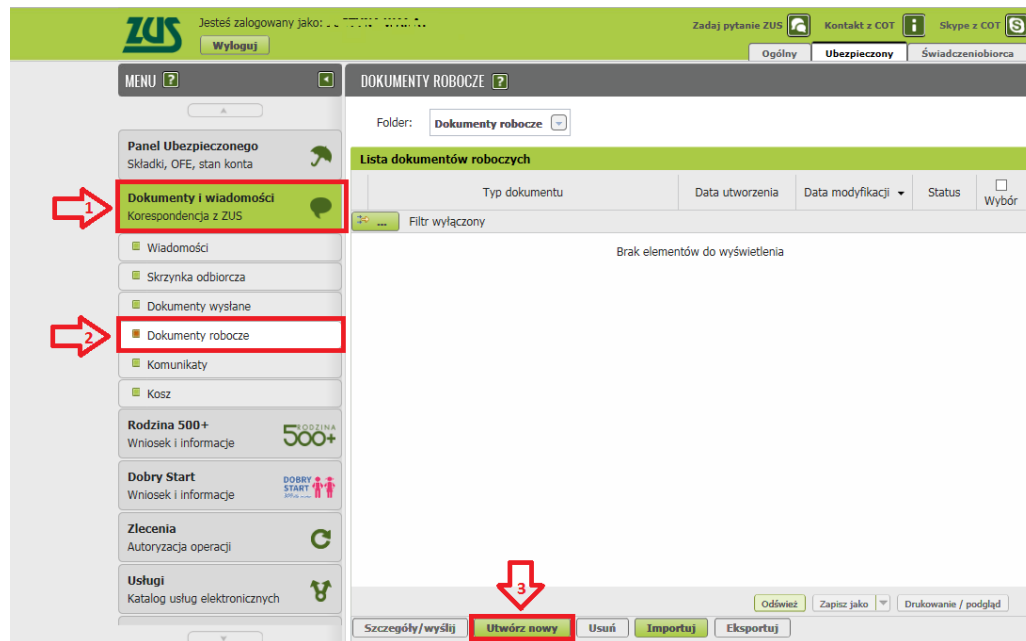 ZUS
Jesteś zalogowany jako:
Wyloguj
Zadaj pytanie ZUS
Kontakt z COT
Skype z COT
Ogólny
Ubezpieczony
Świadczeniobiorca
MENU ?
DOKUMENTY ROBOCZE ?
Folder: Dokumenty robocze
Lista dokumentów roboczych
Typ dokumentu
Data utworzenia
Data modyfikacji
Status
Wybór
... Filtr wyłączony
Brak elementów do wyświetlenia
Panel Ubezpieczonego
Składki, OFE, stan konta
1
Dokumenty i wiadomości
Korespondencja z ZUS
Wiadomości
Skrzynka odbiorcza
Dokumenty wysłane
2
Dokumenty robocze
Komunikaty
Kosz
Rodzina 500+
Wniosek i informacje
RODZINA
500+
Dobry Start
Wniosek i informacje
DOBRY
START
Zlecenia
Autoryzacja operacji
Usługi
Katalog usług elektronicznych
3
Odśwież
Zapisz jako
Drukowanie / podgląd
Szczegóły/wyślij
Utwórz nowy
Usuń
Importuj
Eksportuj